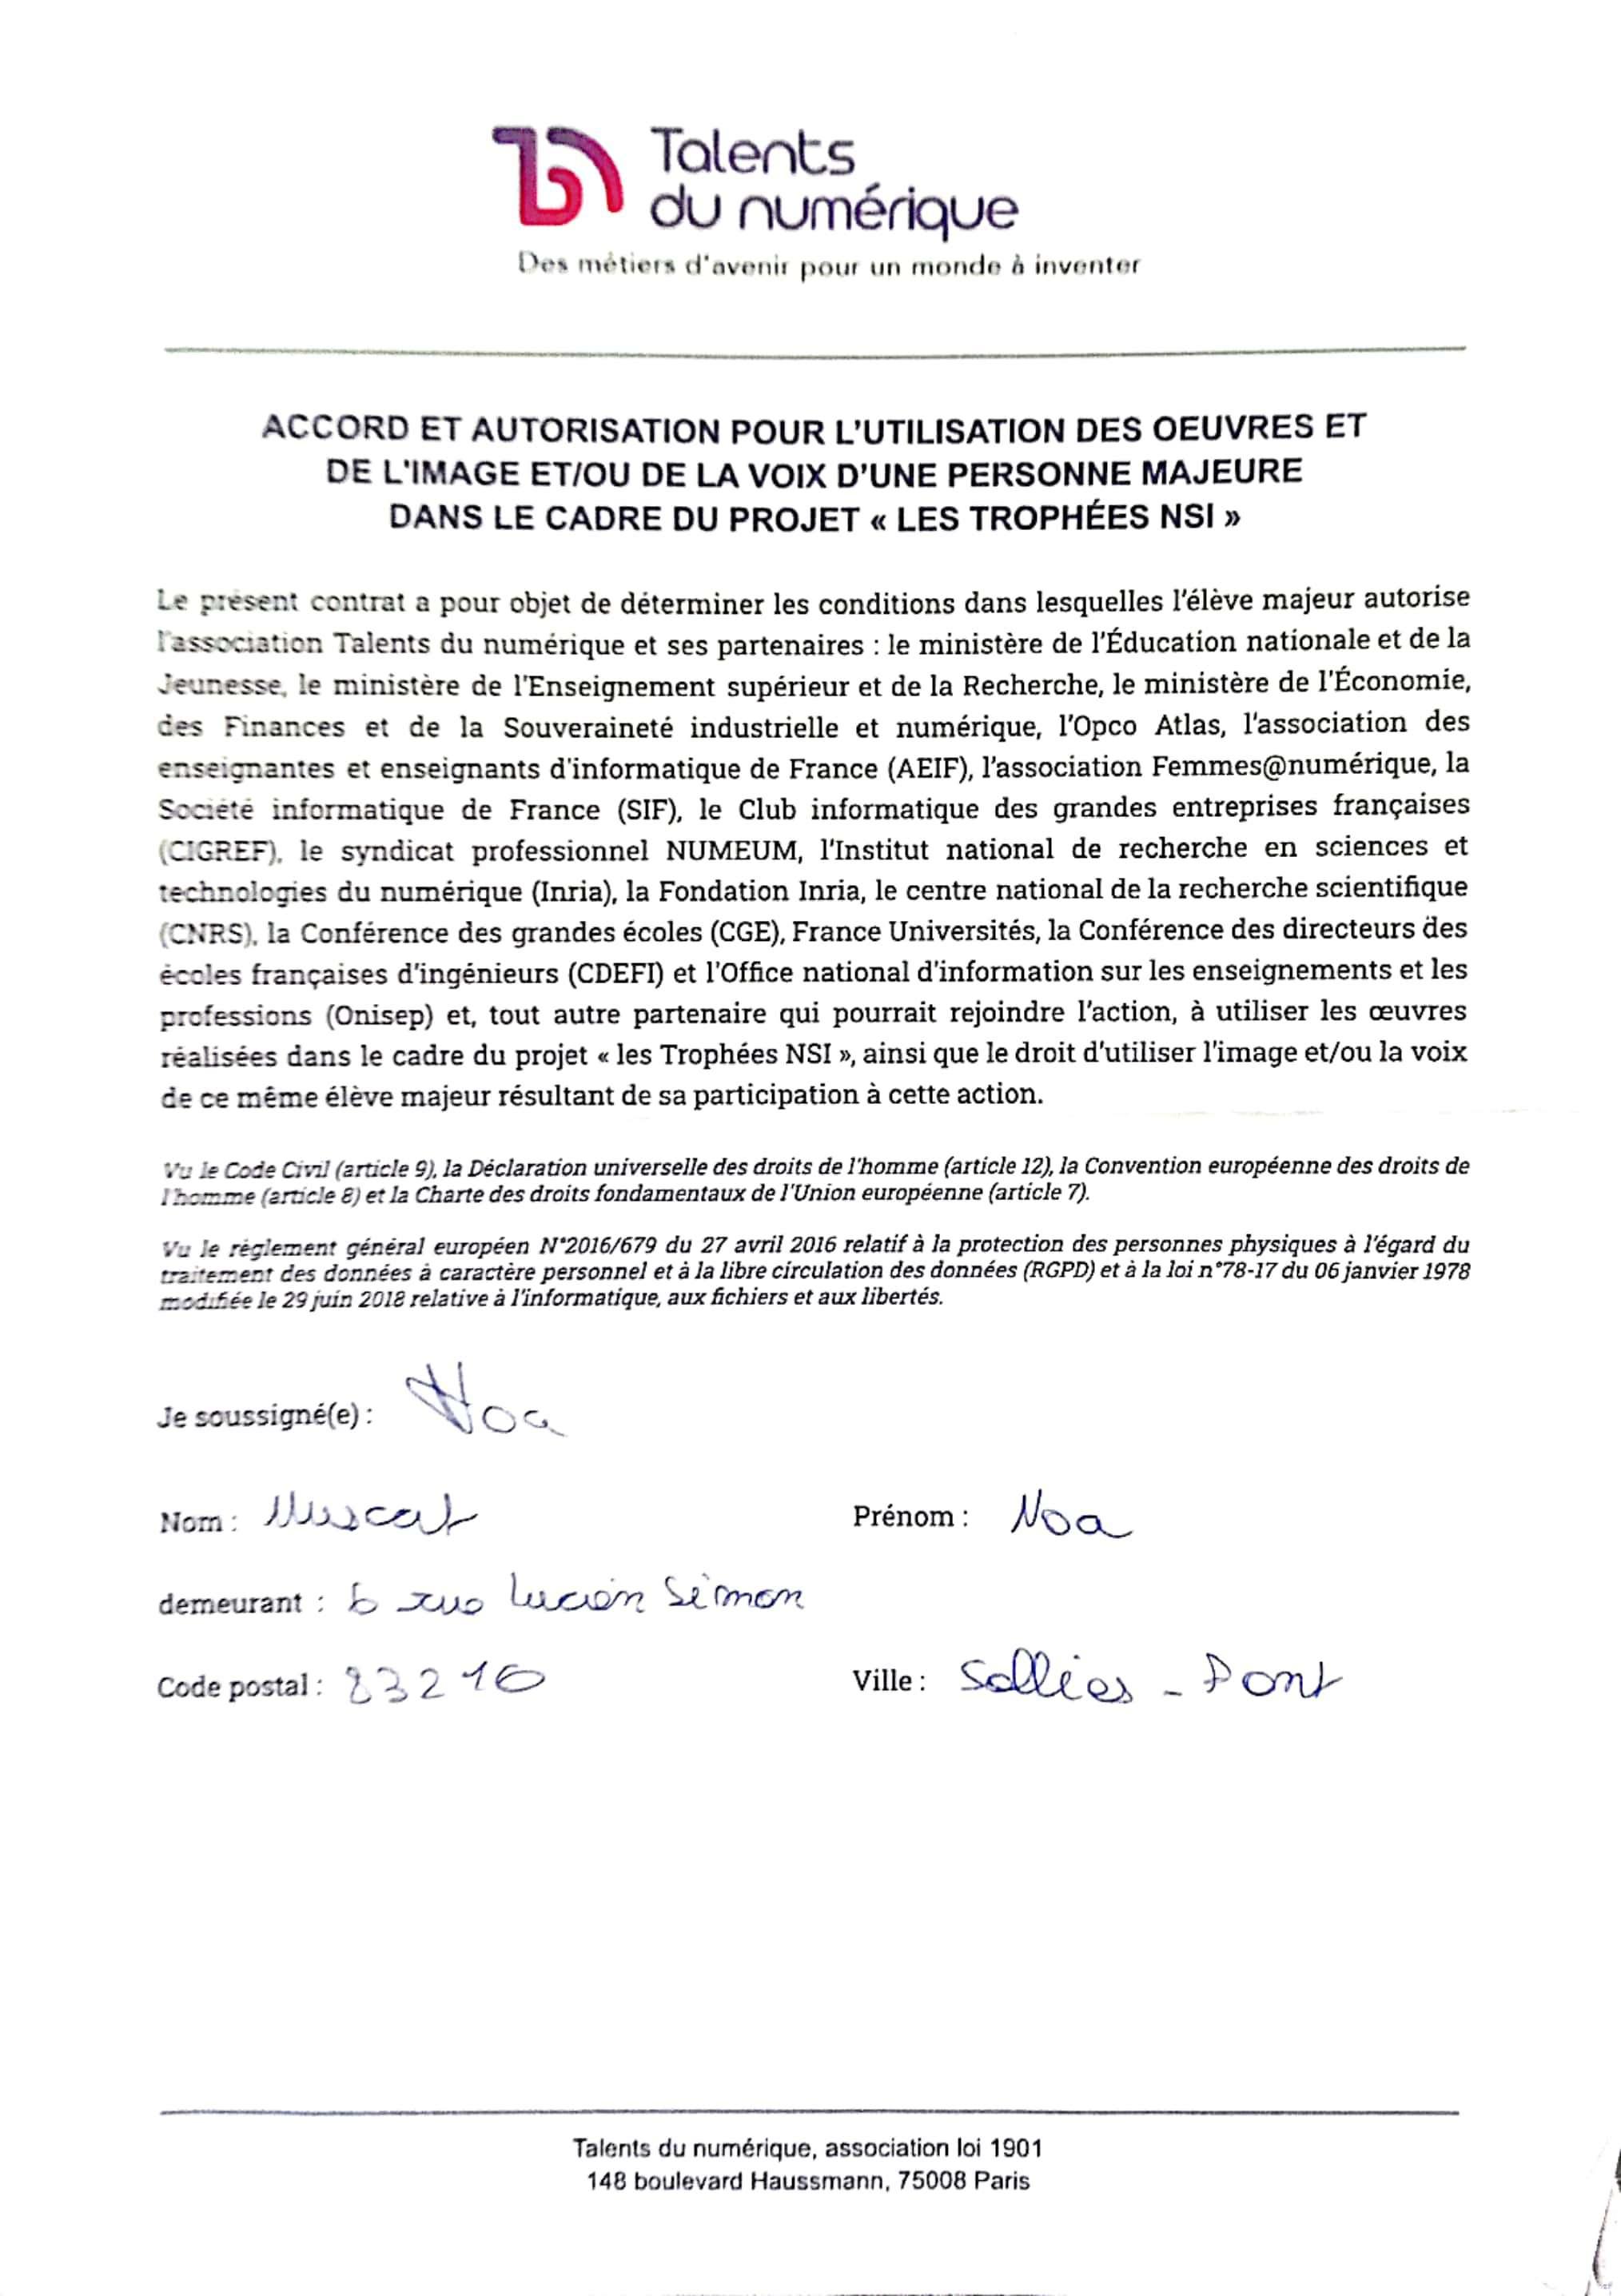 Talents
du numérique
Des métiers d'avenir pour un monde à inventer
ACCORD ET AUTORISATION POUR L'UTILISATION DES OEUVRES ET
DE L'IMAGE ET/OU DE LA VOIX D'UNE PERSONNE MAJEURE
DANS LE CADRE DU PROJET « LES TROPHÉES NSI »
Le présent contrat a pour objet de déterminer les conditions dans lesquelles l'élève majeur autorise
l'association Talents du numérique et ses partenaires : le ministère de l'Éducation nationale et de la
Jeunesse, le ministère de l'Enseignement supérieur et de la Recherche, le ministère de l'Économie,
des Finances et de la Souveraineté industrielle et numérique, l'Opco Atlas, l'association des
enseignantes et enseignants d'informatique de France (AEIF), l'association Femmes@numérique, la
Société informatique de France (SIF), le Club informatique des grandes entreprises françaises
(CIGREF), le syndicat professionnel NUMEUM, l'Institut national de recherche en sciences et
technologies du numérique (Inria), la Fondation Inria, le centre national de la recherche scientifique
(CNRS), la Conférence des grandes écoles (CGE), France Universités, la Conférence des directeurs des
écoles françaises d'ingénieurs (CDEFI) et l'Office national d'information sur les enseignements et les
professions (Onisep) et, tout autre partenaire qui pourrait rejoindre l'action, à utiliser les œuvres
réalisées dans le cadre du projet « les Trophées NSI », ainsi que le droit d'utiliser l'image et/ou la voix
de ce même élève majeur résultant de sa participation à cette action.
Vu le Code Civil (article 9), la Déclaration universelle des droits de l'homme (article 12), la Convention européenne des droits de
l'homme (article 8) et la Charte des droits fondamentaux de l'Union européenne (article 7).
Vu le règlement général européen N°2016/679 du 27 avril 2016 relatif à la protection des personnes physiques à l'égard du
traitement des données à caractère personnel et à la libre circulation des données (RGPD) et à la loi n°78-17 du 06 janvier 1978
modifiée le 29 juin 2018 relative à l'informatique, aux fichiers et aux libertés.
Je soussigné(e) : Noa
Nom : Muscat Prénom : Noa
demeurant : 6 rue Lucien Simon
Code postal : 83210 Ville : Solliès - Pont
Talents du numérique, association loi 1901
148 boulevard Haussmann, 75008 Paris